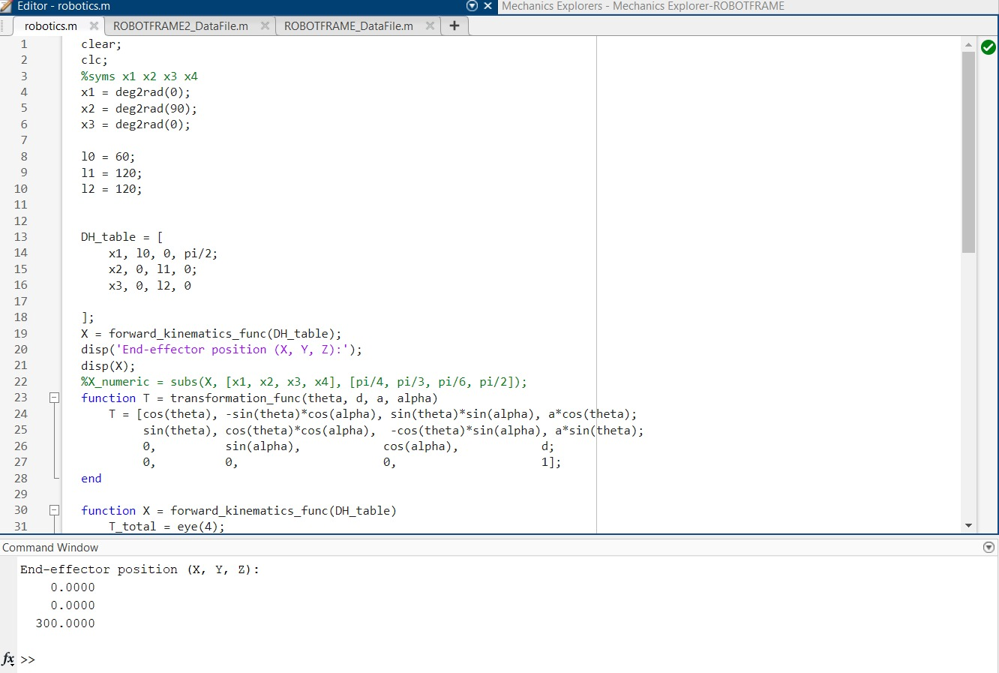 Editor - robotics.m
Mechanics Explorers - Mechanics Explorer-ROBOTFRAME
robotics.m ROBOTFRAME2_DataFile.m ROBOTFRAME_DataFile.m +
1 clear;
2 clc;
3 %syms x1 x2 x3 x4
4 x1 = deg2rad(0);
5 x2 = deg2rad(90);
6 x3 = deg2rad(0);
7
8 l0 = 60;
9 l1 = 120;
10 l2 = 120;
11
12
13 DH_table = [
14 x1, l0, 0, pi/2;
15 x2, 0, l1, 0;
16 x3, 0, l2, 0
17
18 ];
19 X = forward_kinematics_func(DH_table);
20 disp('End-effector position (X, Y, Z):');
21 disp(X);
22 %X_numeric = subs(X, [x1, x2, x3, x4], [pi/4, pi/3, pi/6, pi/2]);
23 function T = transformation_func(theta, d, a, alpha)
24 T = [cos(theta), -sin(theta)*cos(alpha), sin(theta)*sin(alpha), a*cos(theta);
25 sin(theta), cos(theta)*cos(alpha), -cos(theta)*sin(alpha), a*sin(theta);
26 0, sin(alpha), cos(alpha), d;
27 0, 0, 0, 1];
28 end
29
30 function X = forward_kinematics_func(DH_table)
31 T_total = eye(4);
Command Window
End-effector position (X, Y, Z):
0.0000
0.0000
300.0000
fx >>